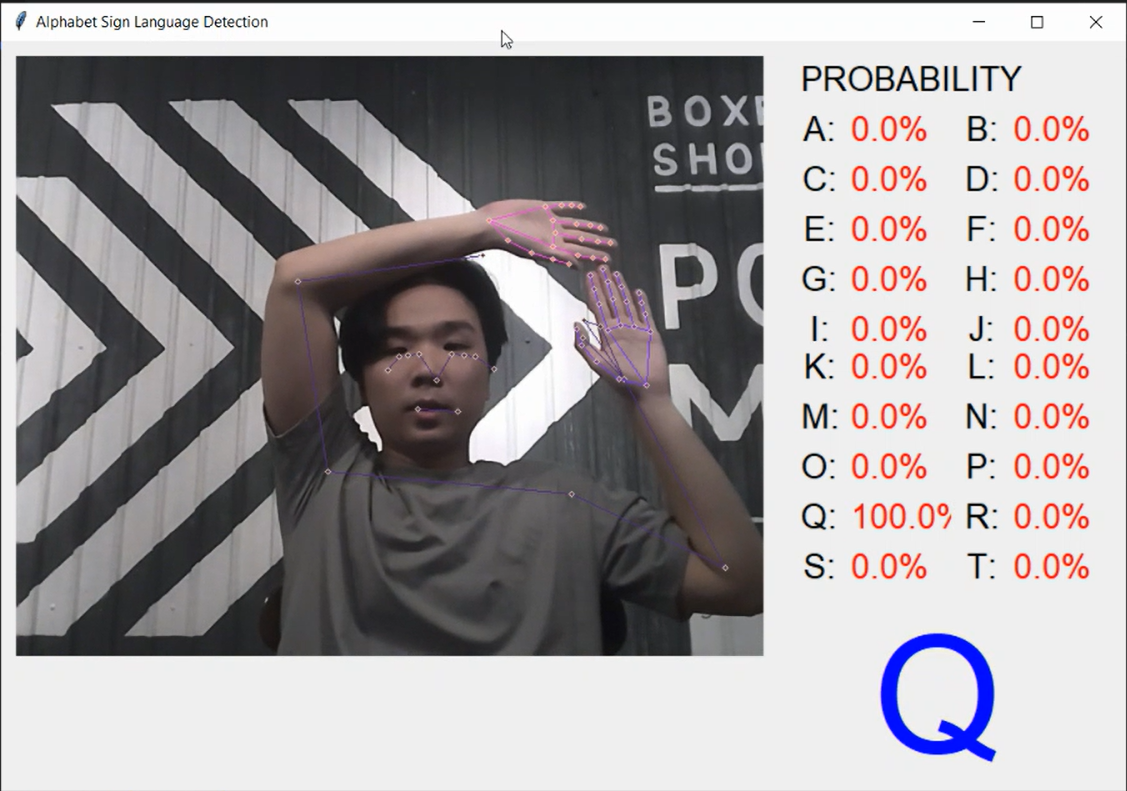 Alphabet Sign Language Detection
BOXE
SHO
PO
M
PROBABILITY
A: 0.0% B: 0.0%
C: 0.0% D: 0.0%
E: 0.0% F: 0.0%
G: 0.0% H: 0.0%
I: 0.0% J: 0.0%
K: 0.0% L: 0.0%
M: 0.0% N: 0.0%
O: 0.0% P: 0.0%
Q: 100.0% R: 0.0%
S: 0.0% T: 0.0%
Q